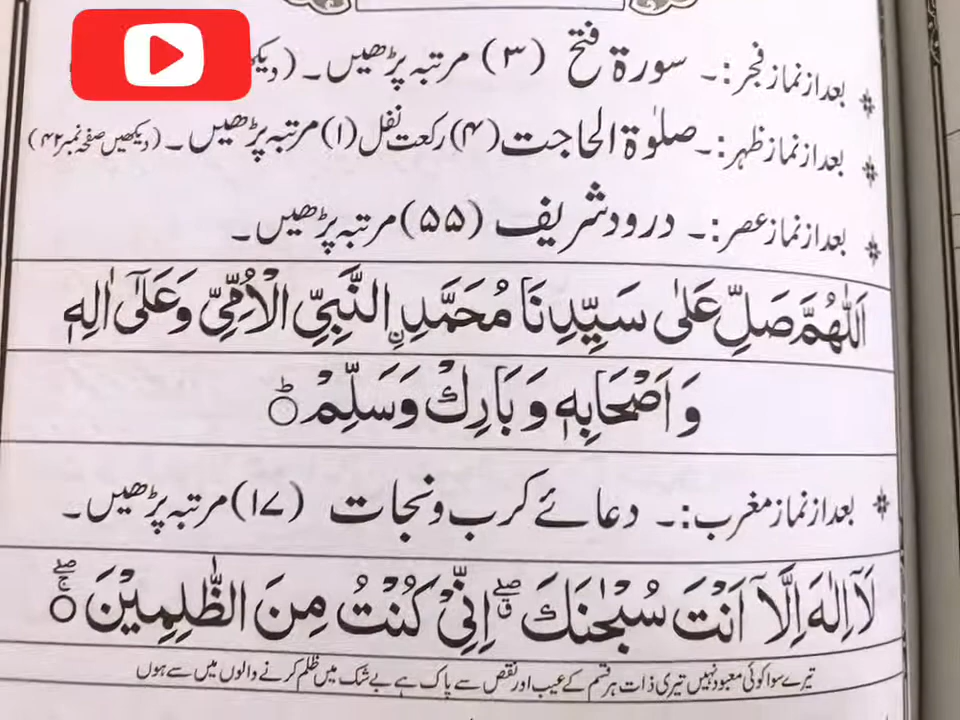 بعد از نماز فجر:۔ سورۃ فتح (۳) مرتبہ پڑھیں۔ (دیکھ
بعد از نماز ظہر:۔ صلوٰۃ الحاجت (۴) رکعت نفل (۱) مرتبہ پڑھیں۔ (دیکھیں صفحہ نمبر ۴۲)
بعد از نماز عصر:۔ درود شریف (۵۵) مرتبہ پڑھیں۔
اَللّٰهُمَّ صَلِّ عَلٰى سَيِّدِنَا مُحَمَّدِ ِۨالنَّبِيِّ الْاُمِّيِّ وَعَلٰٓى اٰلِهٖ
وَ اَصْحَابِهٖ وَ بَارِكْ وَسَلِّمْ ؕ
بعد از نماز مغرب:۔ دعائے کرب و نجات (۱۷) مرتبہ پڑھیں۔
لَآ اِلٰهَ اِلَّآ اَنْتَ سُبْحٰنَكَ ۖۗ اِنِّيْ كُنْتُ مِنَ الظّٰلِمِيْنَ ۚۖ
تیرے سوا کوئی معبود نہیں تیری ذات ہر قسم کے عیب اور نقص سے پاک ہے بے شک میں ظلم کرنے والوں میں سے ہوں